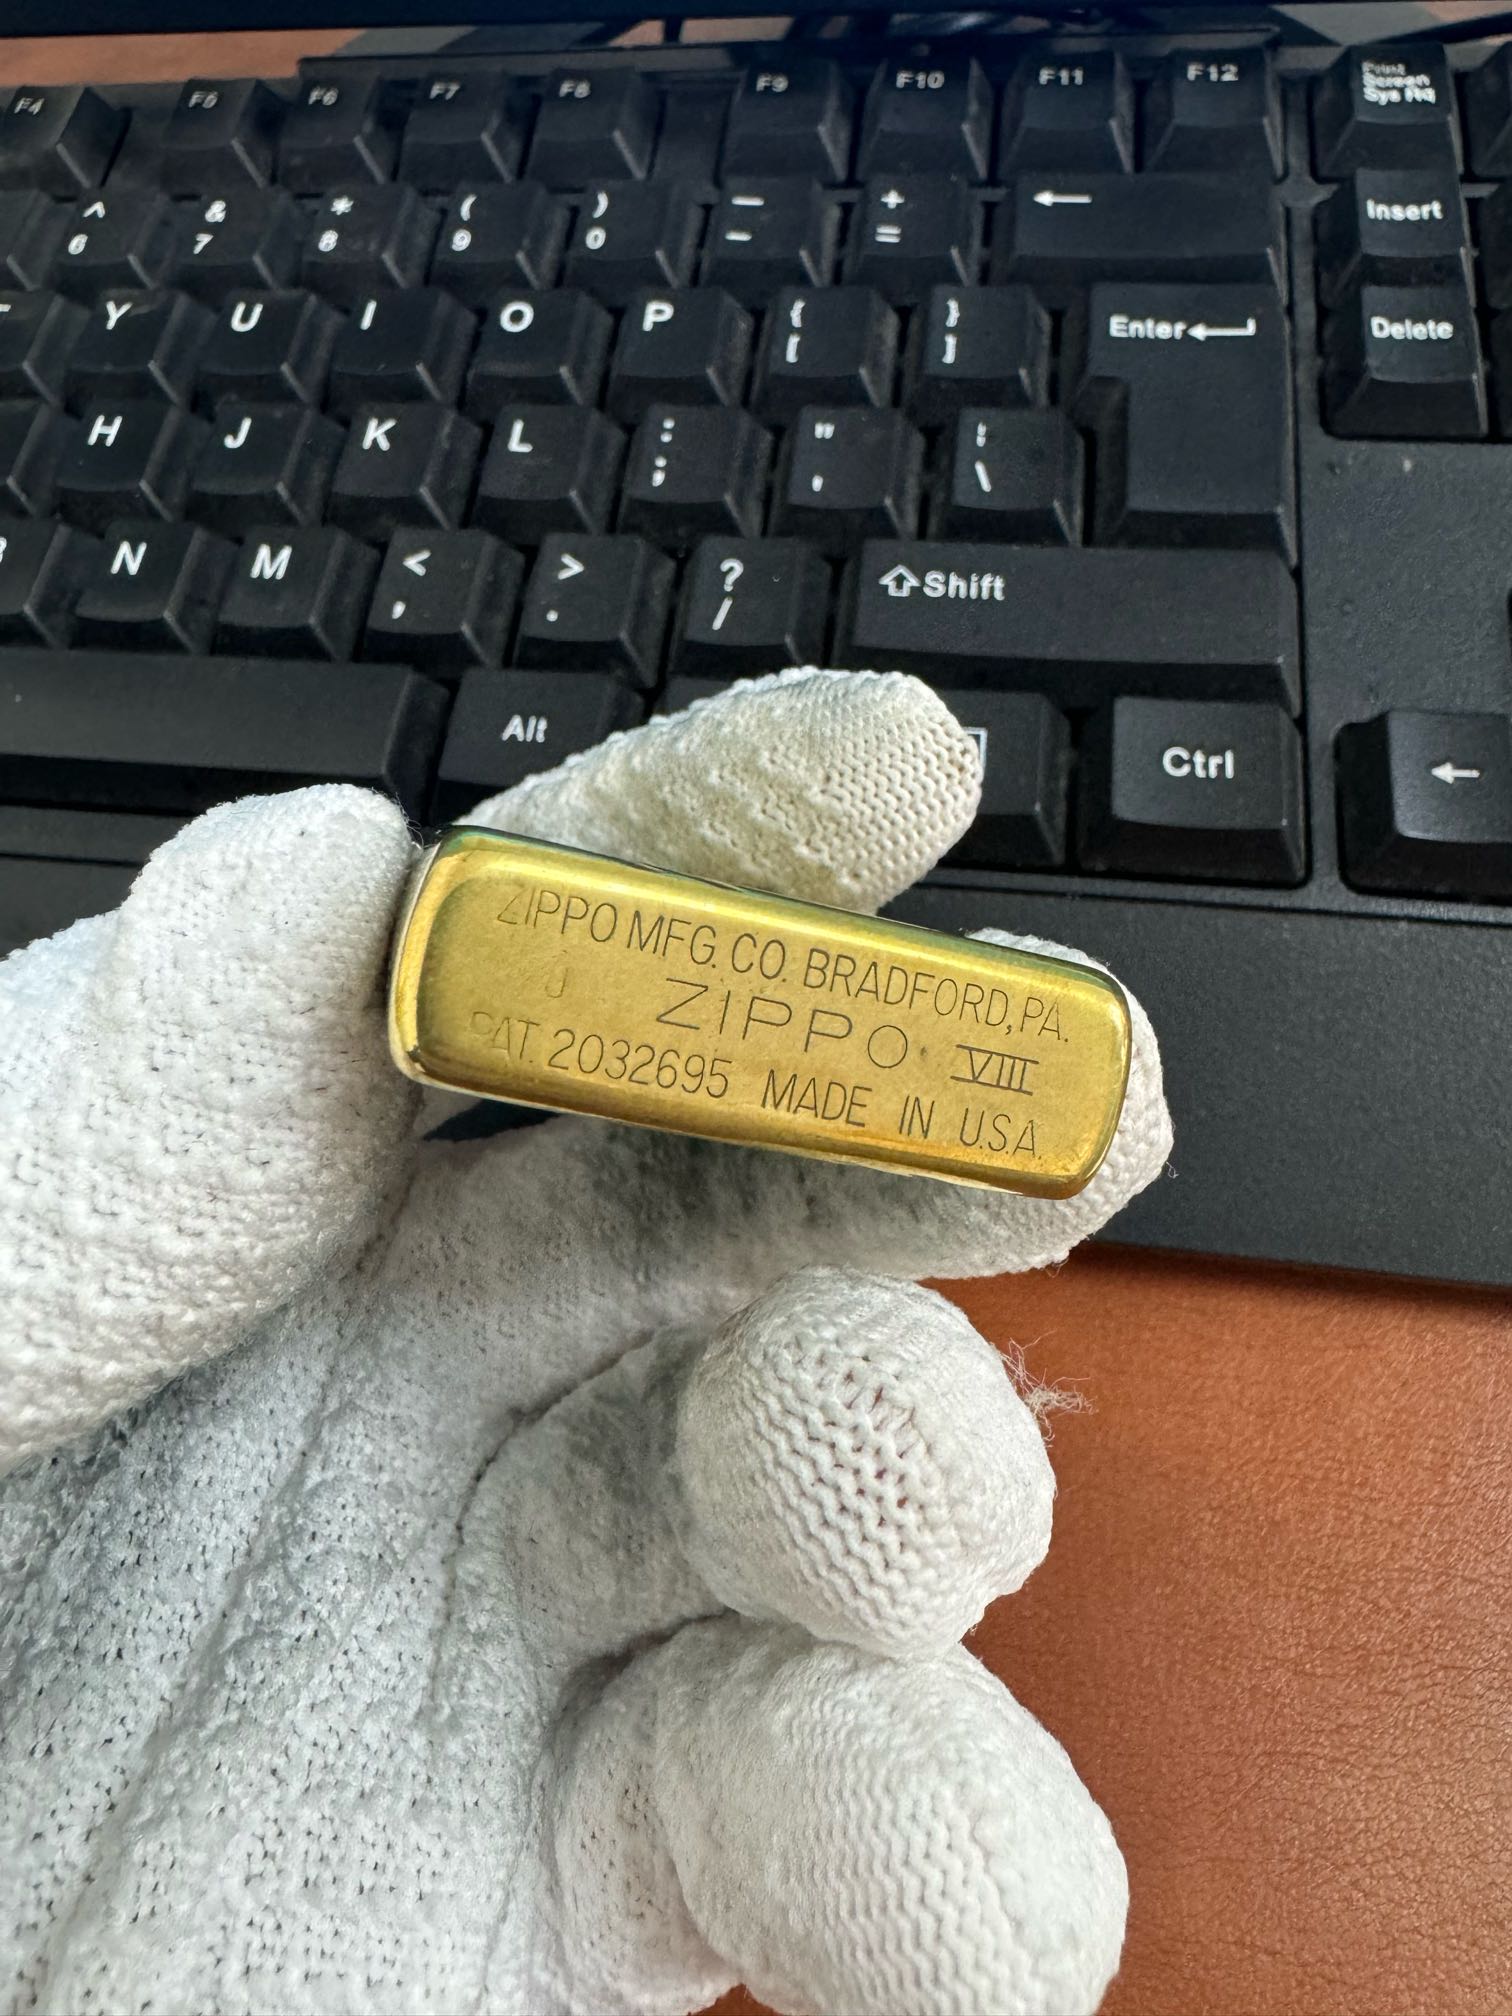 F4 F5 F6 F7 F8 F9 F10 F11 F12 Print Screen Sys Rq
^ & * ( ) — + ← Insert
6 7 8 9 0 - =
Y U I O P { } Enter Delete
[ ]
H J K L : " ¦
; ' \
N M < > ? Shift
, . /
Alt Ctrl ←
ZIPPO MFG. CO. BRADFORD, PA.
J ZIPPO VIII
PAT. 2032695 MADE IN U.S.A.